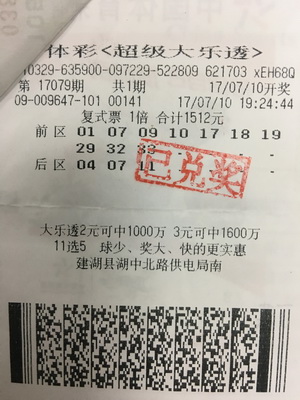 体彩<超级大乐透>
10329-635900-097229-522809 621703 xEH68Q
第 17079期 共1期 17/07/10开奖
09-009647-101 00141 17/07/10 19:24:44
复式票 1倍 合计1512元
前区 01 07 09 10 17 18 19
29 32 33
后区 04 07 11
已兑奖
大乐透2元可中1000万 3元可中1600万
11选5 球少、奖大、快的更实惠
建湖县湖中北路供电局南